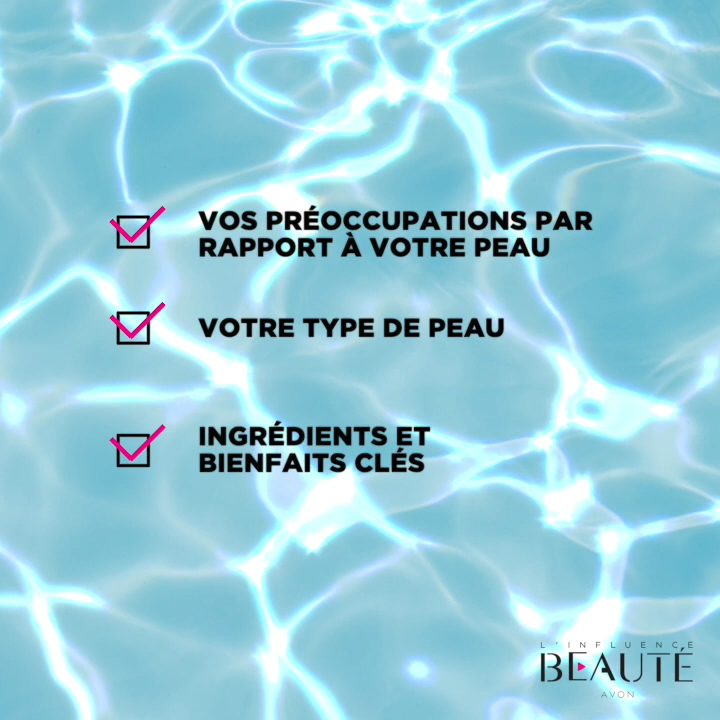 VOS PRÉOCCUPATIONS PAR
RAPPORT À VOTRE PEAU
VOTRE TYPE DE PEAU
INGRÉDIENTS ET
BIENFAITS CLÉS
L'INFLUENCE
BEAUTÉ
AVON